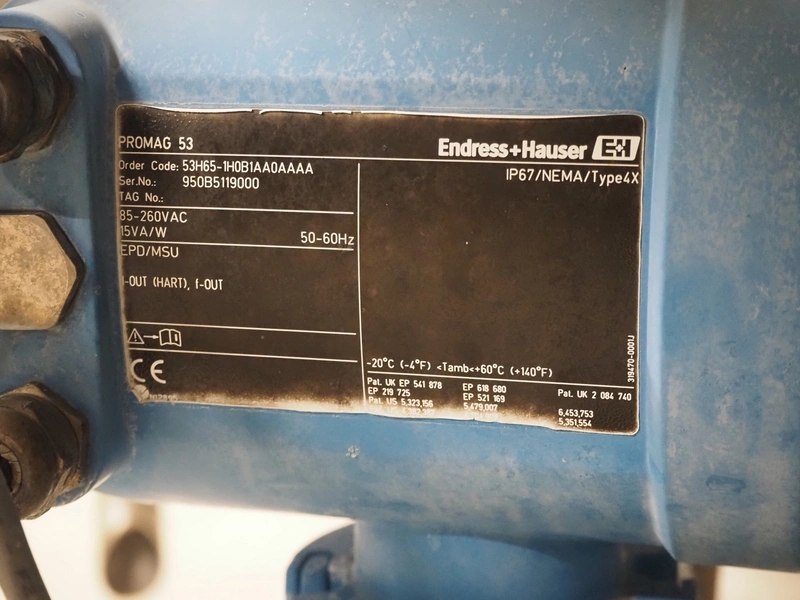 PROMAG 53
Endress+Hauser E+H
Order Code: 53H65-1H0B1AA0AAAA
Ser.No.: 950B5119000
TAG No.:
IP67/NEMA/Type4X
85-260VAC
15VA/W 50-60Hz
EPD/MSU
I-OUT (HART), f-OUT
CE
-20°C (-4°F) <Tamb<+60°C (+140°F)
Pat. UK EP 541 878 EP 618 680 Pat. UK 2 084 740
EP 219 725 EP 521 169
Pat. US 5,323,156 5,479,007 6,453,753
5,351,554
319470-0001J